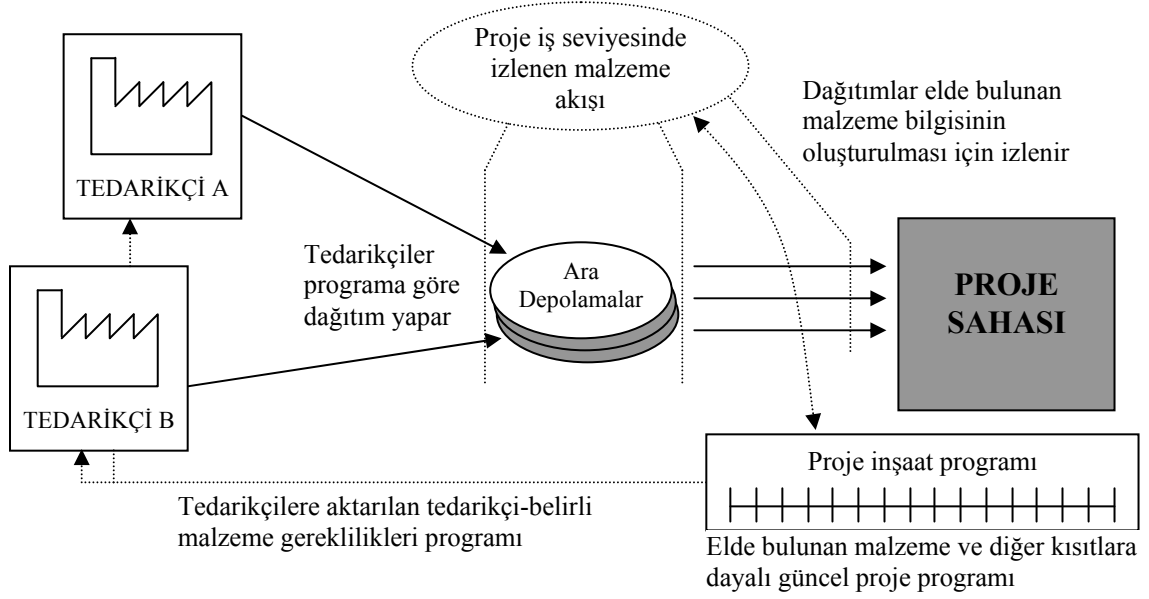 Proje iş seviyesinde
izlenen malzeme
akışı
Dağıtımlar elde bulunan
malzeme bilgisinin
oluşturulması için izlenir
TEDARİKÇİ A
Tedarikçiler
programa göre
dağıtım yapar
Ara
Depolamalar
PROJE
SAHASI
TEDARİKÇİ B
Proje inşaat programı
Tedarikçilere aktarılan tedarikçi-belirli
malzeme gereklilikleri programı
Elde bulunan malzeme ve diğer kısıtlara
dayalı güncel proje programı